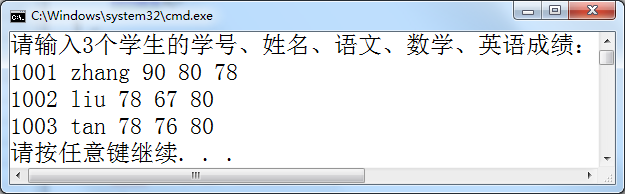 C:\Windows\system32\cmd.exe
请输入3个学生的学号、姓名、语文、数学、英语成绩：
1001 zhang 90 80 78
1002 liu 78 67 80
1003 tan 78 76 80
请按任意键继续. . .